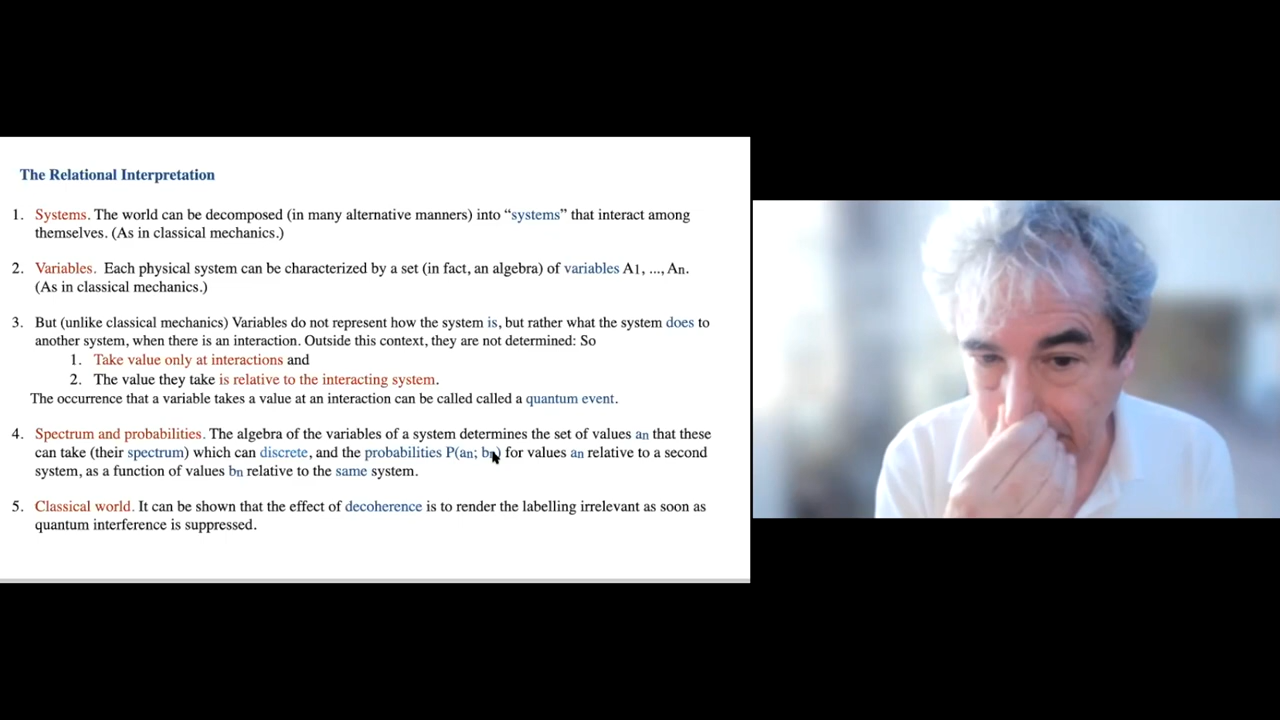 The Relational Interpretation
1. Systems. The world can be decomposed (in many alternative manners) into “systems” that interact among
themselves. (As in classical mechanics.)
2. Variables. Each physical system can be characterized by a set (in fact, an algebra) of variables A1, ..., An.
(As in classical mechanics.)
3. But (unlike classical mechanics) Variables do not represent how the system is, but rather what the system does to
another system, when there is an interaction. Outside this context, they are not determined: So
1. Take value only at interactions and
2. The value they take is relative to the interacting system.
The occurrence that a variable takes a value at an interaction can be called called a quantum event.
4. Spectrum and probabilities. The algebra of the variables of a system determines the set of values an that these
can take (their spectrum) which can discrete, and the probabilities P(an; bn) for values an relative to a second
system, as a function of values bn relative to the same system.
5. Classical world. It can be shown that the effect of decoherence is to render the labelling irrelevant as soon as
quantum interference is suppressed.